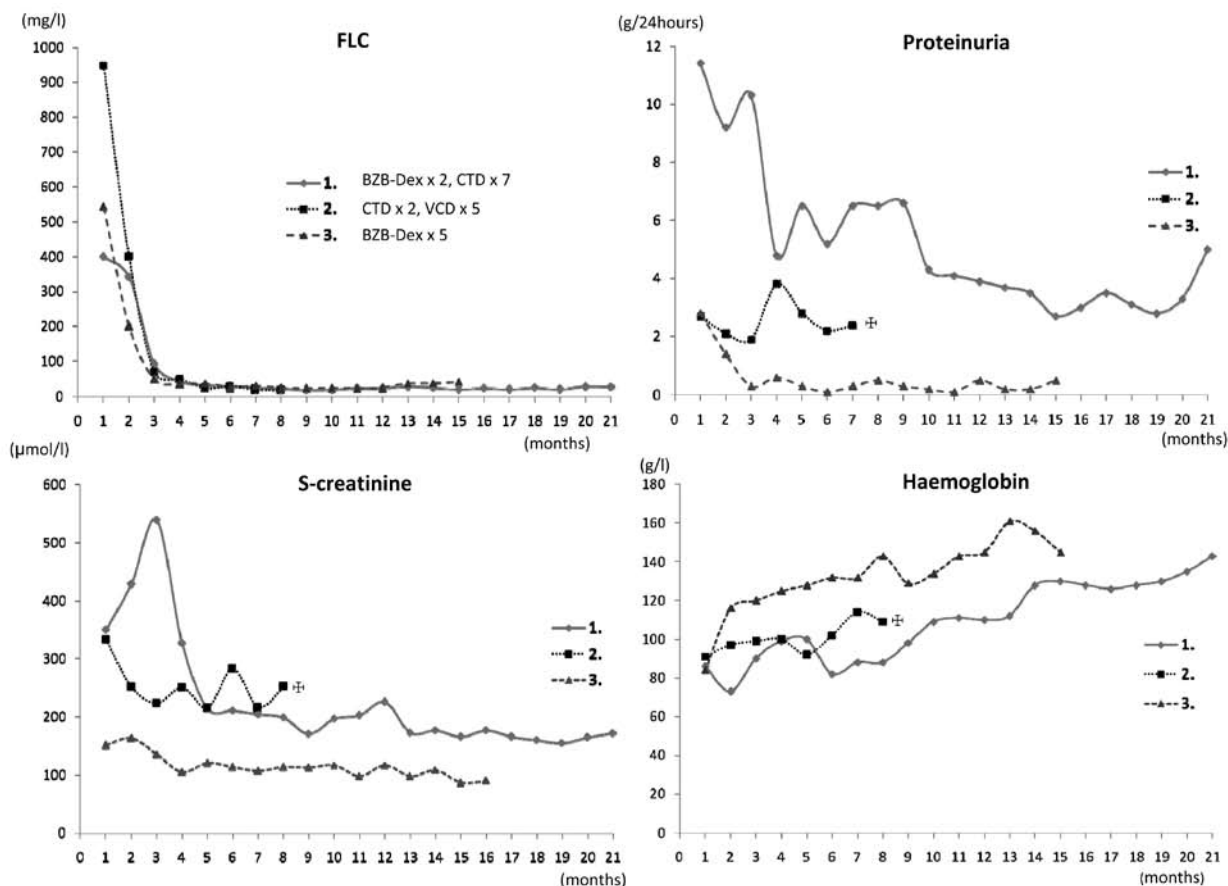 (mg/l)
FLC
1000
900
800
700
600
500
400
300
200
100
0
1. BZB-Dex x 2, CTD x 7
2. CTD x 2, VCD x 5
3. BZB-Dex x 5
0 1 2 3 4 5 6 7 8 9 10 11 12 13 14 15 16 17 18 19 20 21
(months)
(g/24hours)
Proteinuria
12
10
8
6
4
2
0
1.
2.
3.
0 1 2 3 4 5 6 7 8 9 10 11 12 13 14 15 16 17 18 19 20 21
(months)
(µmol/l)
S-creatinine
600
500
400
300
200
100
0
1.
2.
3.
0 1 2 3 4 5 6 7 8 9 10 11 12 13 14 15 16 17 18 19 20 21
(months)
(g/l)
Haemoglobin
180
160
140
120
100
80
60
40
20
0
1.
2.
3.
0 1 2 3 4 5 6 7 8 9 10 11 12 13 14 15 16 17 18 19 20 21
(months)